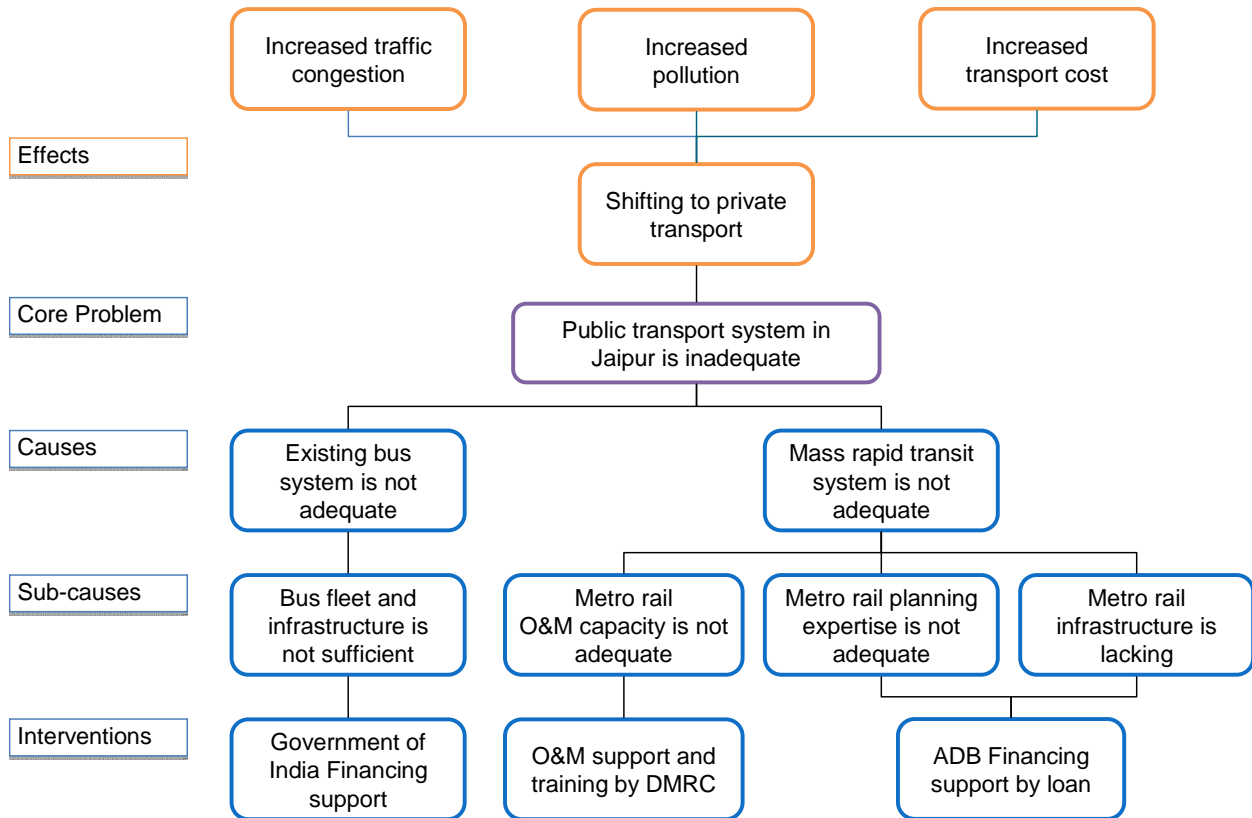 Increased traffic
congestion
Increased
pollution
Increased
transport cost
Effects
Shifting to private
transport
Core Problem
Public transport system in
Jaipur is inadequate
Causes
Existing bus
system is not
adequate
Mass rapid transit
system is not
adequate
Sub-causes
Bus fleet and
infrastructure is
not sufficient
Metro rail
O&M capacity is not
adequate
Metro rail planning
expertise is not
adequate
Metro rail
infrastructure is
lacking
Interventions
Government of
India Financing
support
O&M support and
training by DMRC
ADB Financing
support by loan